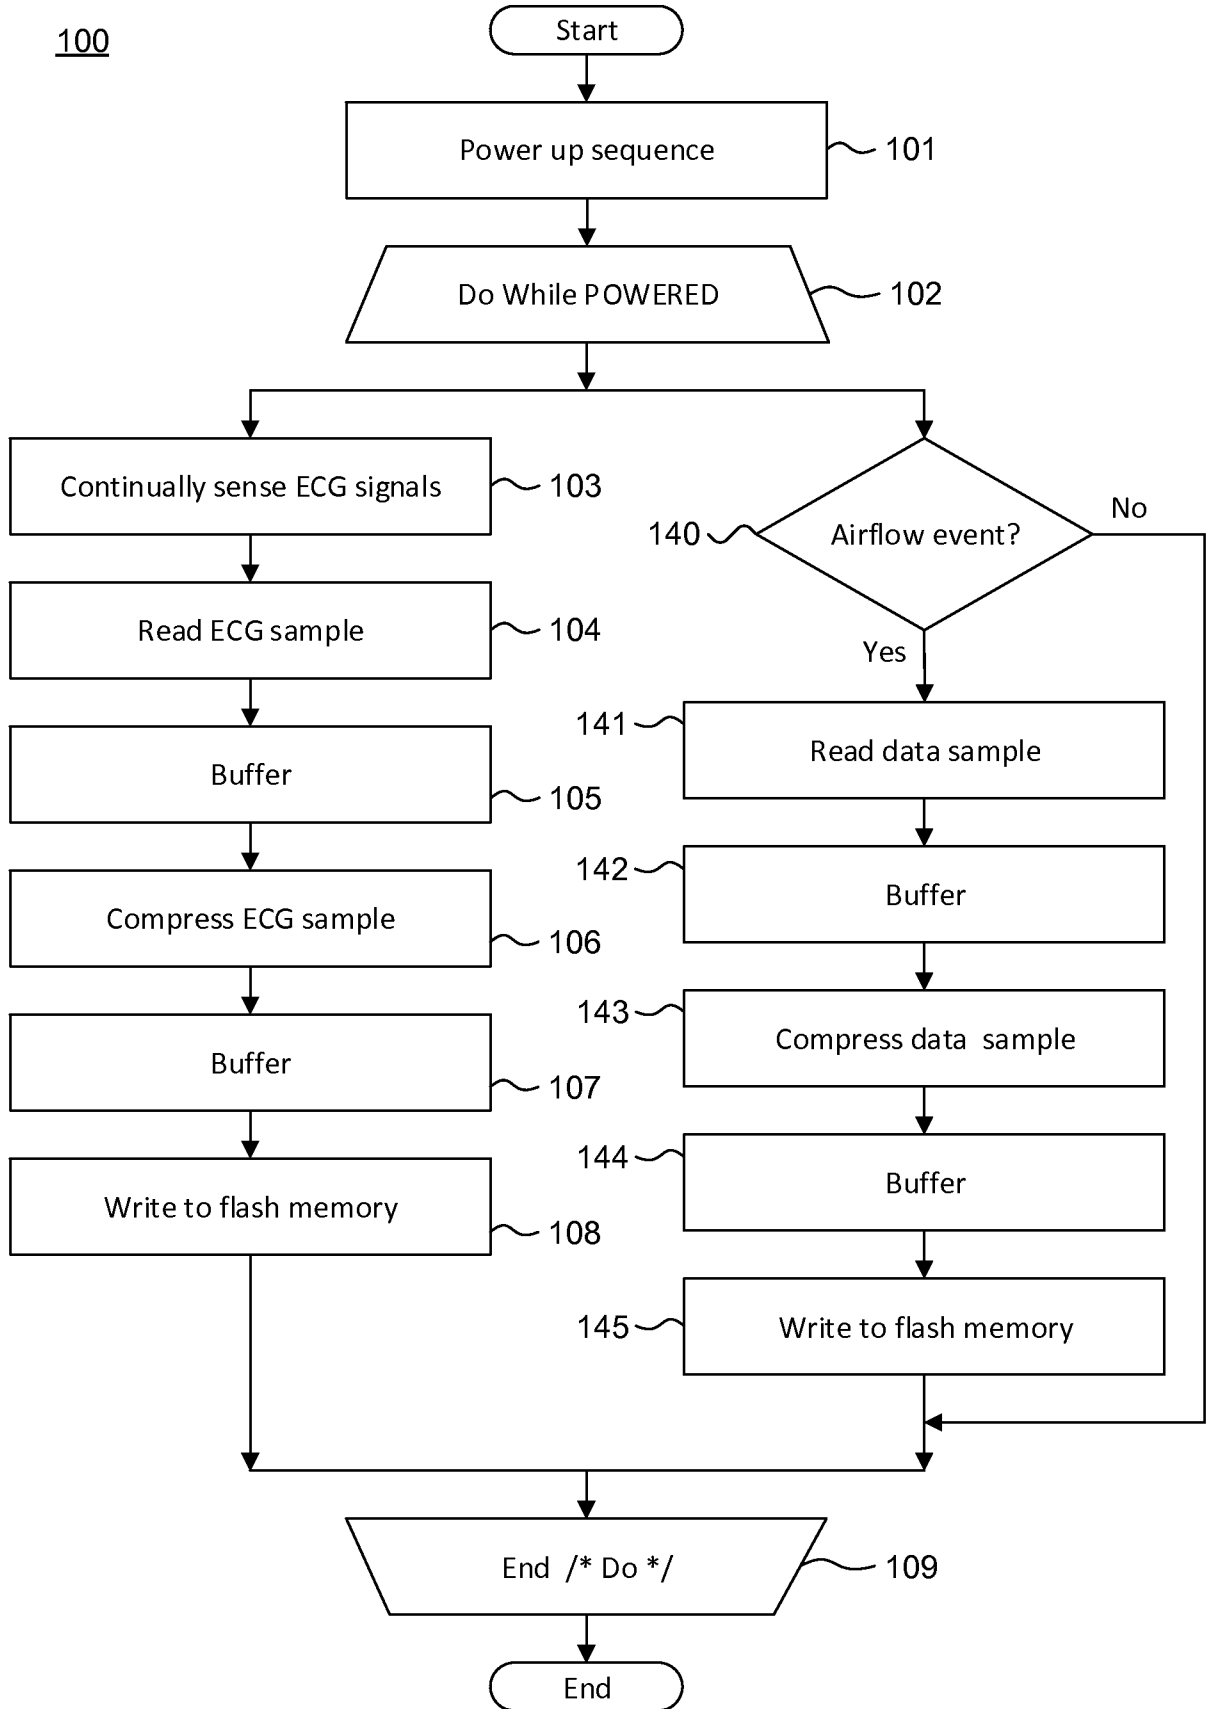 100
Start
Power up sequence
101
Do While POWERED
102
Continually sense ECG signals
103
140
Airflow event?
No
Yes
Read ECG sample
104
141
Read data sample
Buffer
105
142
Buffer
Compress ECG sample
106
143
Compress data  sample
Buffer
107
144
Buffer
Write to flash memory
108
145
Write to flash memory
End  /* Do */
109
End